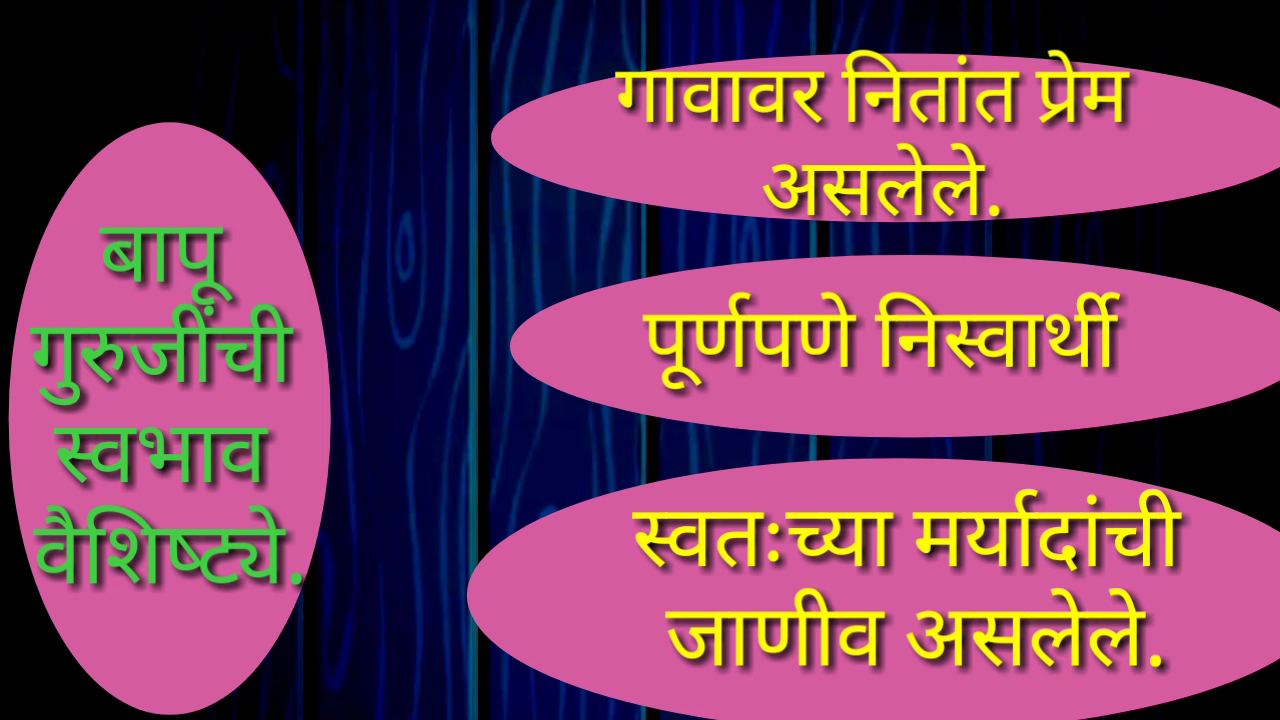 बापू
गुरुजींची
स्वभाव
वैशिष्ट्ये.
गावावर नितांत प्रेम
असलेले.
पूर्णपणे निस्वार्थी
स्वतःच्या मर्यादांची
जाणीव असलेले.